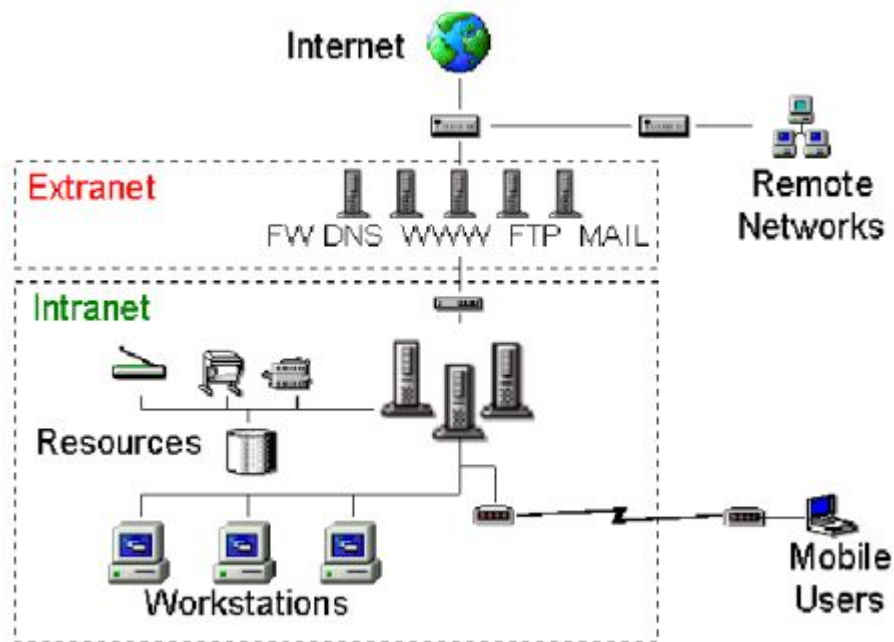 Internet
Remote
Networks
Extranet
FW DNS WWW FTP MAIL
Intranet
Resources
Workstations
Mobile
Users